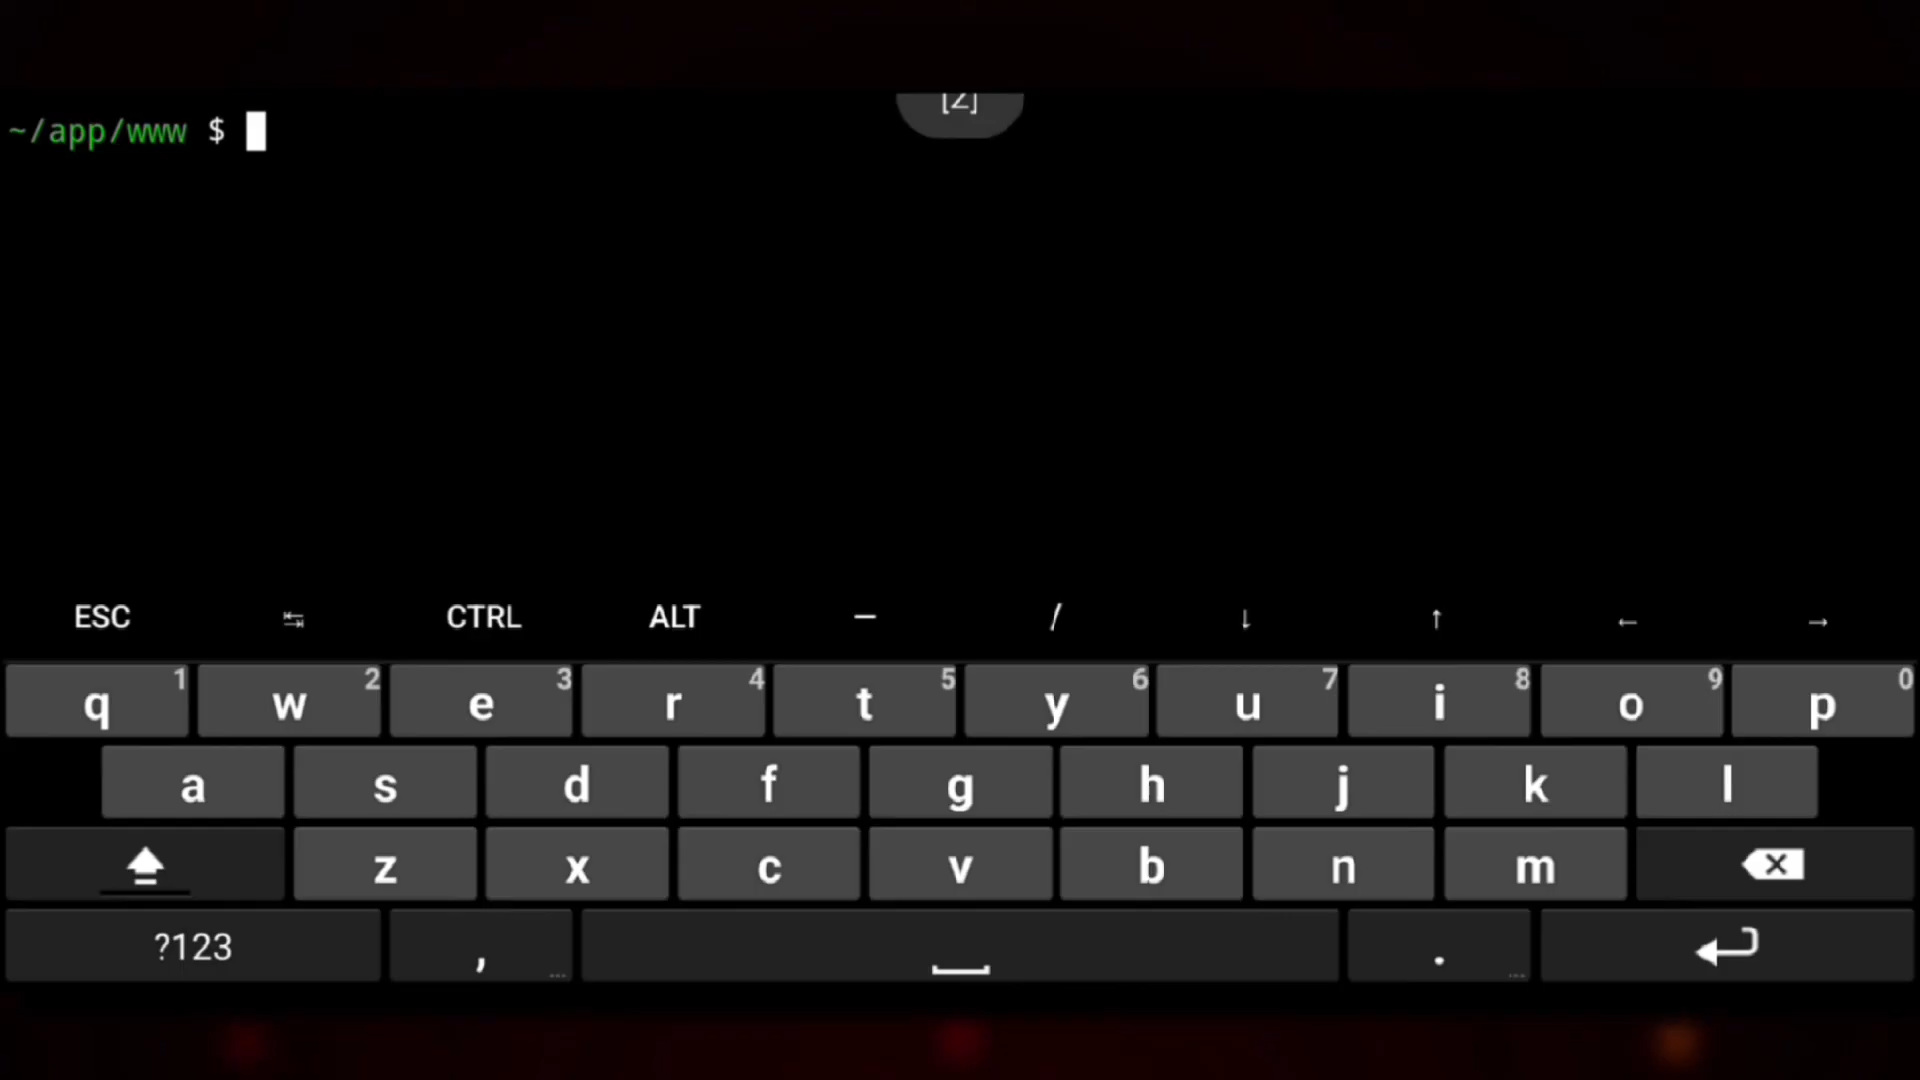 [2]
~/app/www $
ESC ↹ CTRL ALT — / ↓ ↑ ← →
q 1 w 2 e 3 r 4 t 5 y 6 u 7 i 8 o 9 p 0
a s d f g h j k l
z x c v b n m
?123 , ... . ...